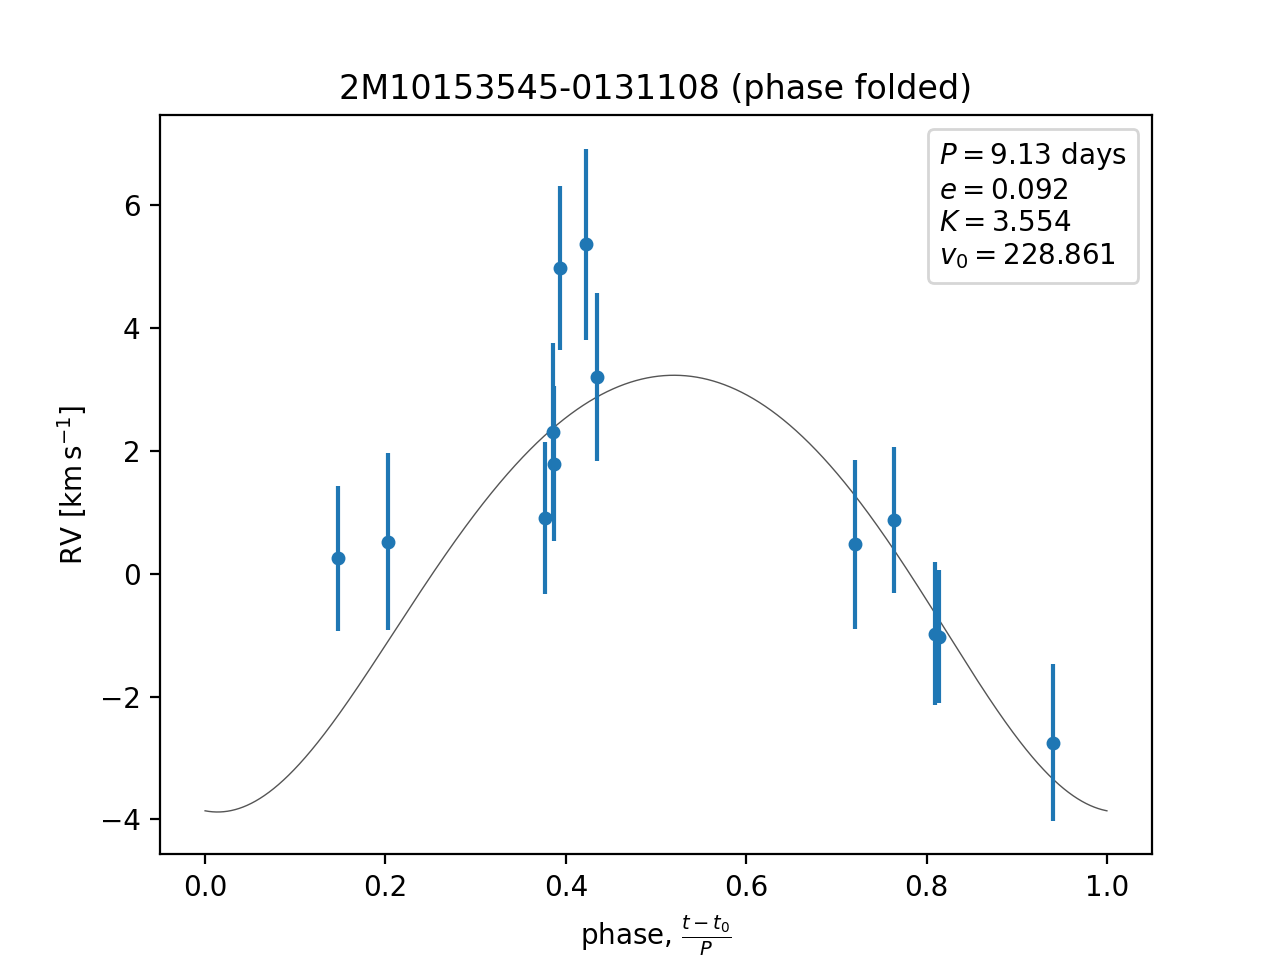 2M10153545-0131108 (phase folded)
P = 9.13 days
e = 0.092
K = 3.554
v₀ = 228.861
RV [km s⁻¹]
6
4
2
0
−2
−4
0.0 0.2 0.4 0.6 0.8 1.0
phase, (t − t₀)/P